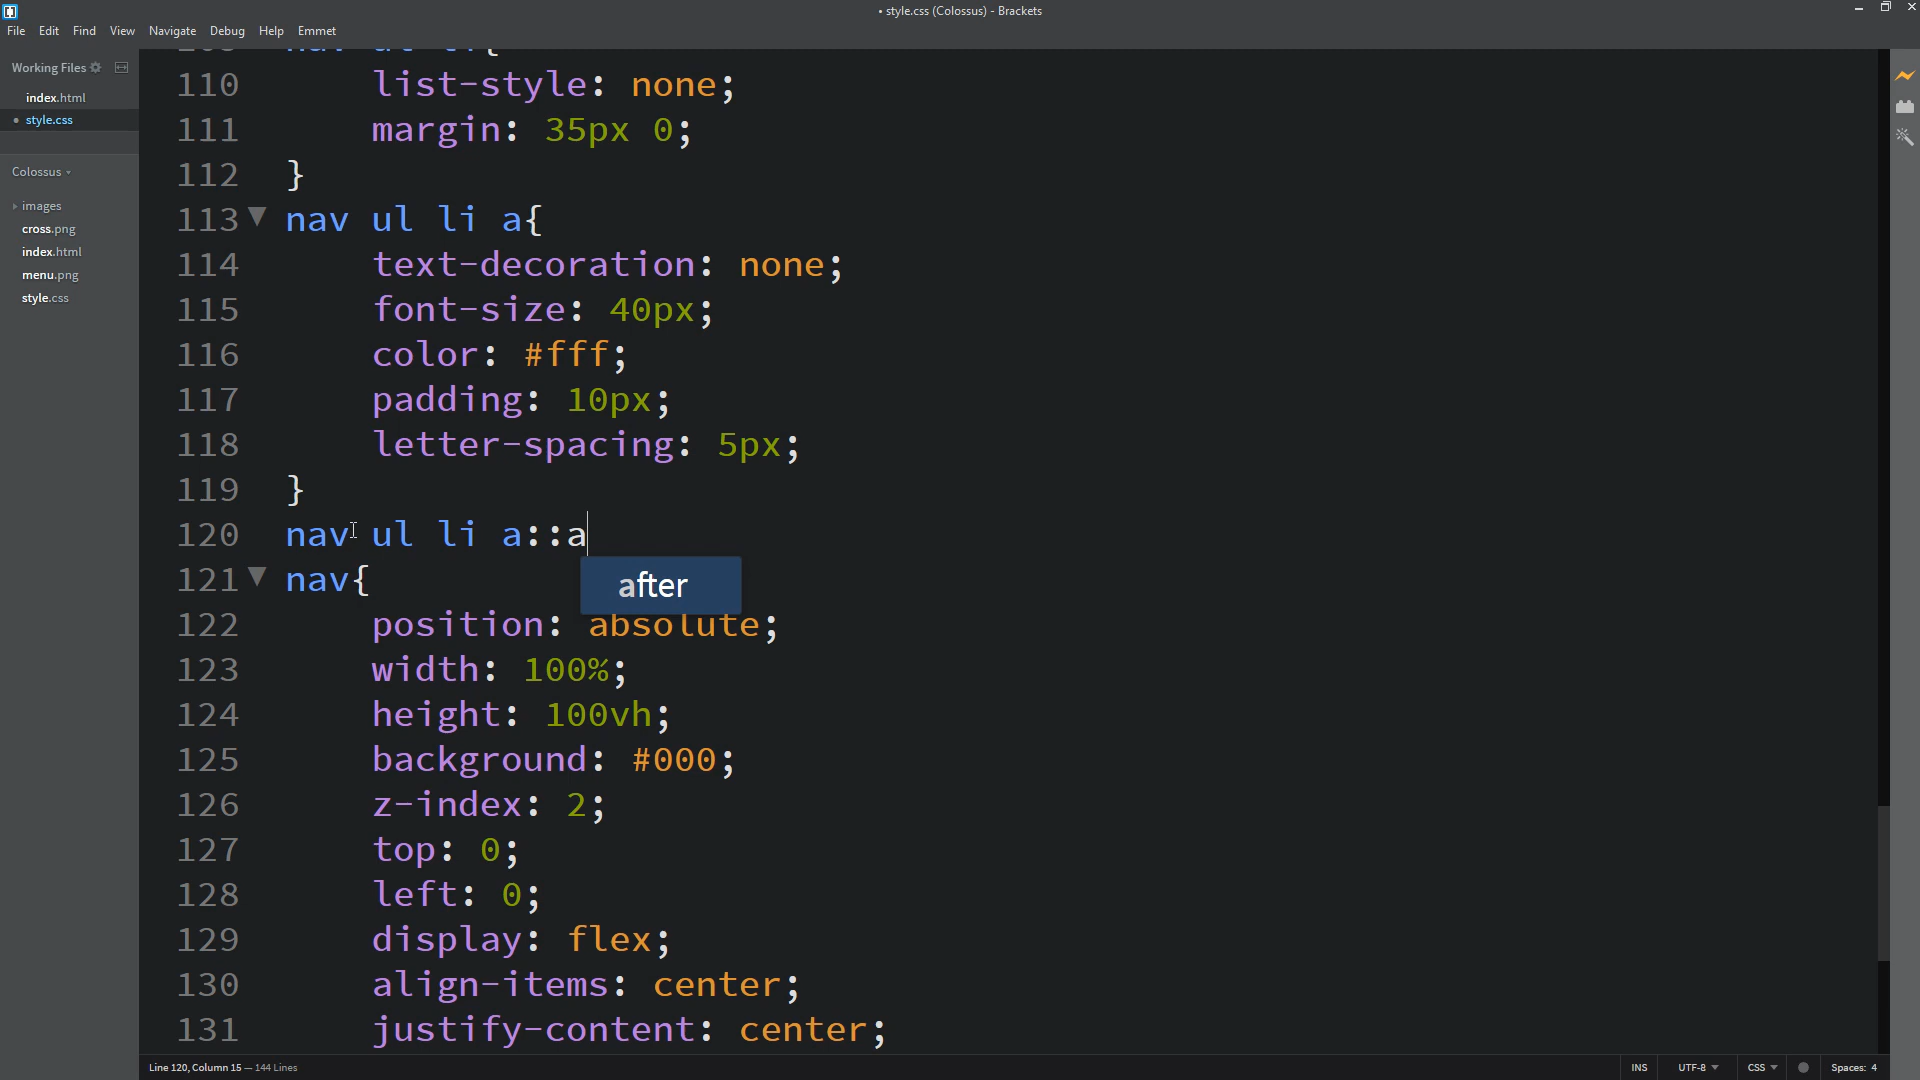 • style.css (Colossus) - Brackets
File Edit Find View Navigate Debug Help Emmet
Working Files
index.html
• style.css
Colossus
images
cross.png
index.html
menu.png
style.css
110 list-style: none;
111 margin: 35px 0;
112 }
113 nav ul li a{
114 text-decoration: none;
115 font-size: 40px;
116 color: #fff;
117 padding: 10px;
118 letter-spacing: 5px;
119 }
120 nav ul li a::a
after
121 nav{
122 position: absolute;
123 width: 100%;
124 height: 100vh;
125 background: #000;
126 z-index: 2;
127 top: 0;
128 left: 0;
129 display: flex;
130 align-items: center;
131 justify-content: center;
Line 120, Column 15 — 144 Lines INS UTF-8 CSS Spaces: 4